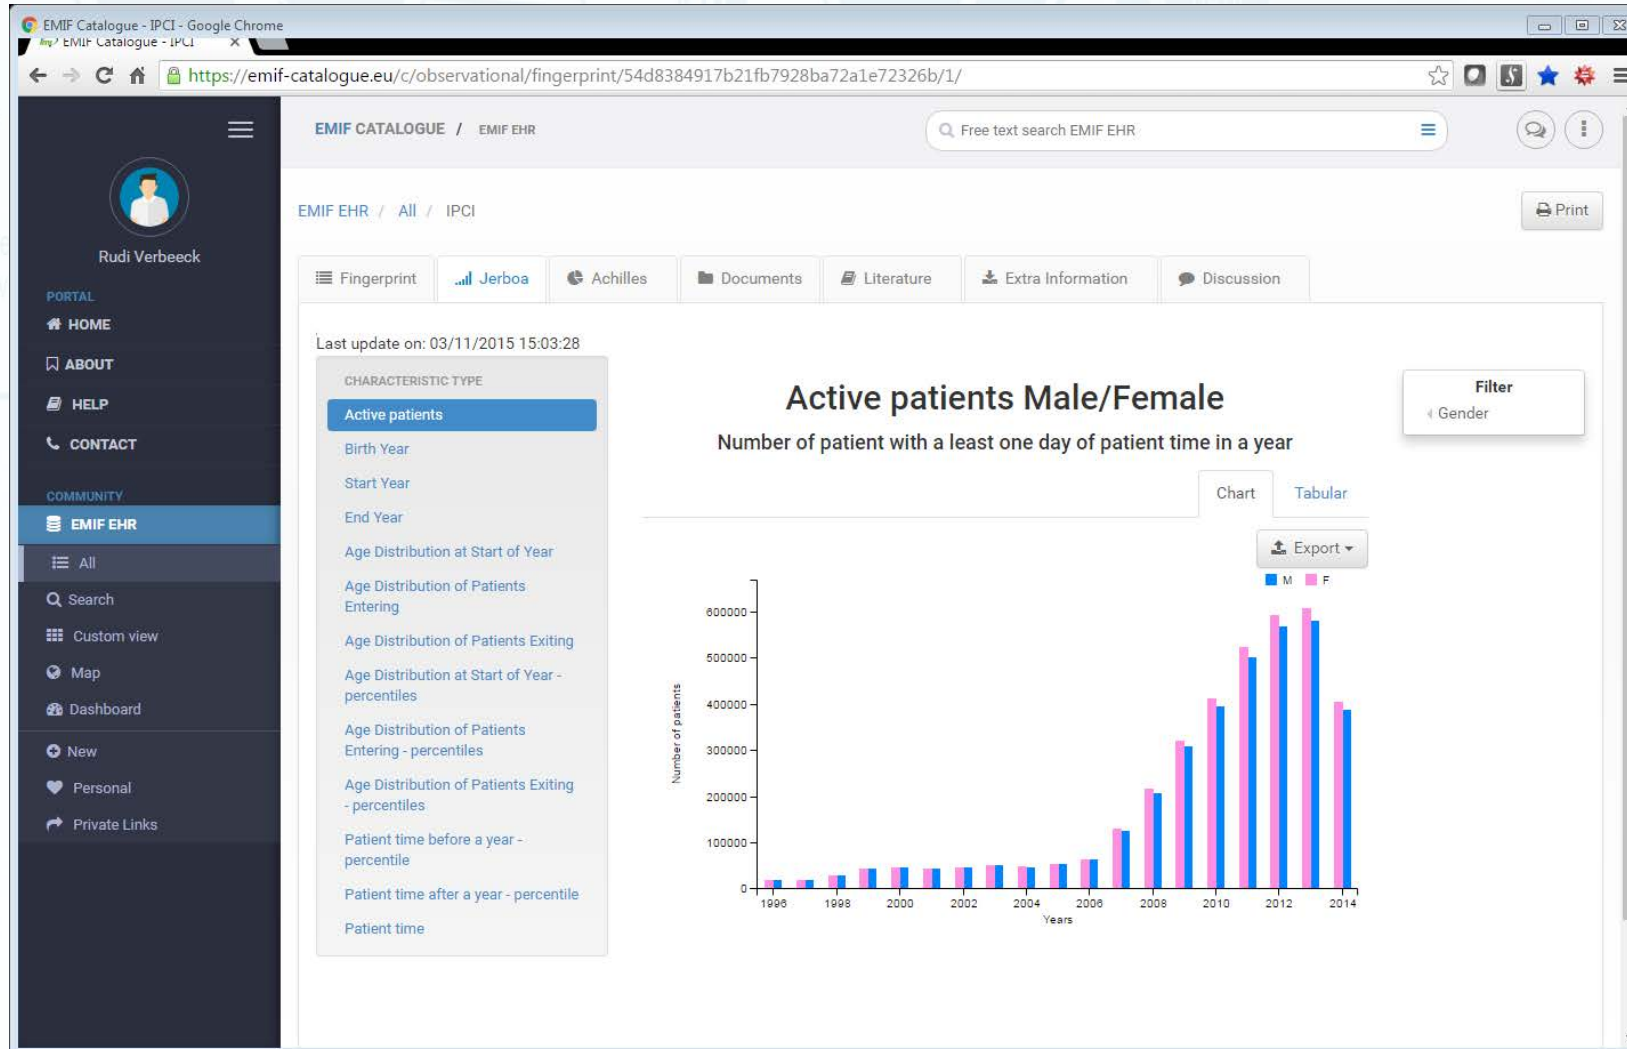 EMIF Catalogue - IPCI - Google Chrome
EMIF Catalogue - IPCI
https://emif-catalogue.eu/c/observational/fingerprint/54d8384917b21fb7928ba72a1e72326b/1/
EMIF CATALOGUE / EMIF EHR
Free text search EMIF EHR
Rudi Verbeeck
PORTAL
HOME
ABOUT
HELP
CONTACT
COMMUNITY
EMIF EHR
All
Search
Custom view
Map
Dashboard
New
Personal
Private Links
EMIF EHR / All / IPCI
Print
Fingerprint
Jerboa
Achilles
Documents
Literature
Extra Information
Discussion
Last update on: 03/11/2015 15:03:28
CHARACTERISTIC TYPE
Active patients
Birth Year
Start Year
End Year
Age Distribution at Start of Year
Age Distribution of Patients
Entering
Age Distribution of Patients Exiting
Age Distribution at Start of Year -
percentiles
Age Distribution of Patients
Entering - percentiles
Age Distribution of Patients Exiting
- percentiles
Patient time before a year -
percentile
Patient time after a year - percentile
Patient time
Active patients Male/Female
Number of patient with a least one day of patient time in a year
Chart
Tabular
Export
M F
600000
500000
400000
300000
200000
100000
0
Number of patients
1996 1998 2000 2002 2004 2006 2008 2010 2012 2014
Years
Filter
Gender